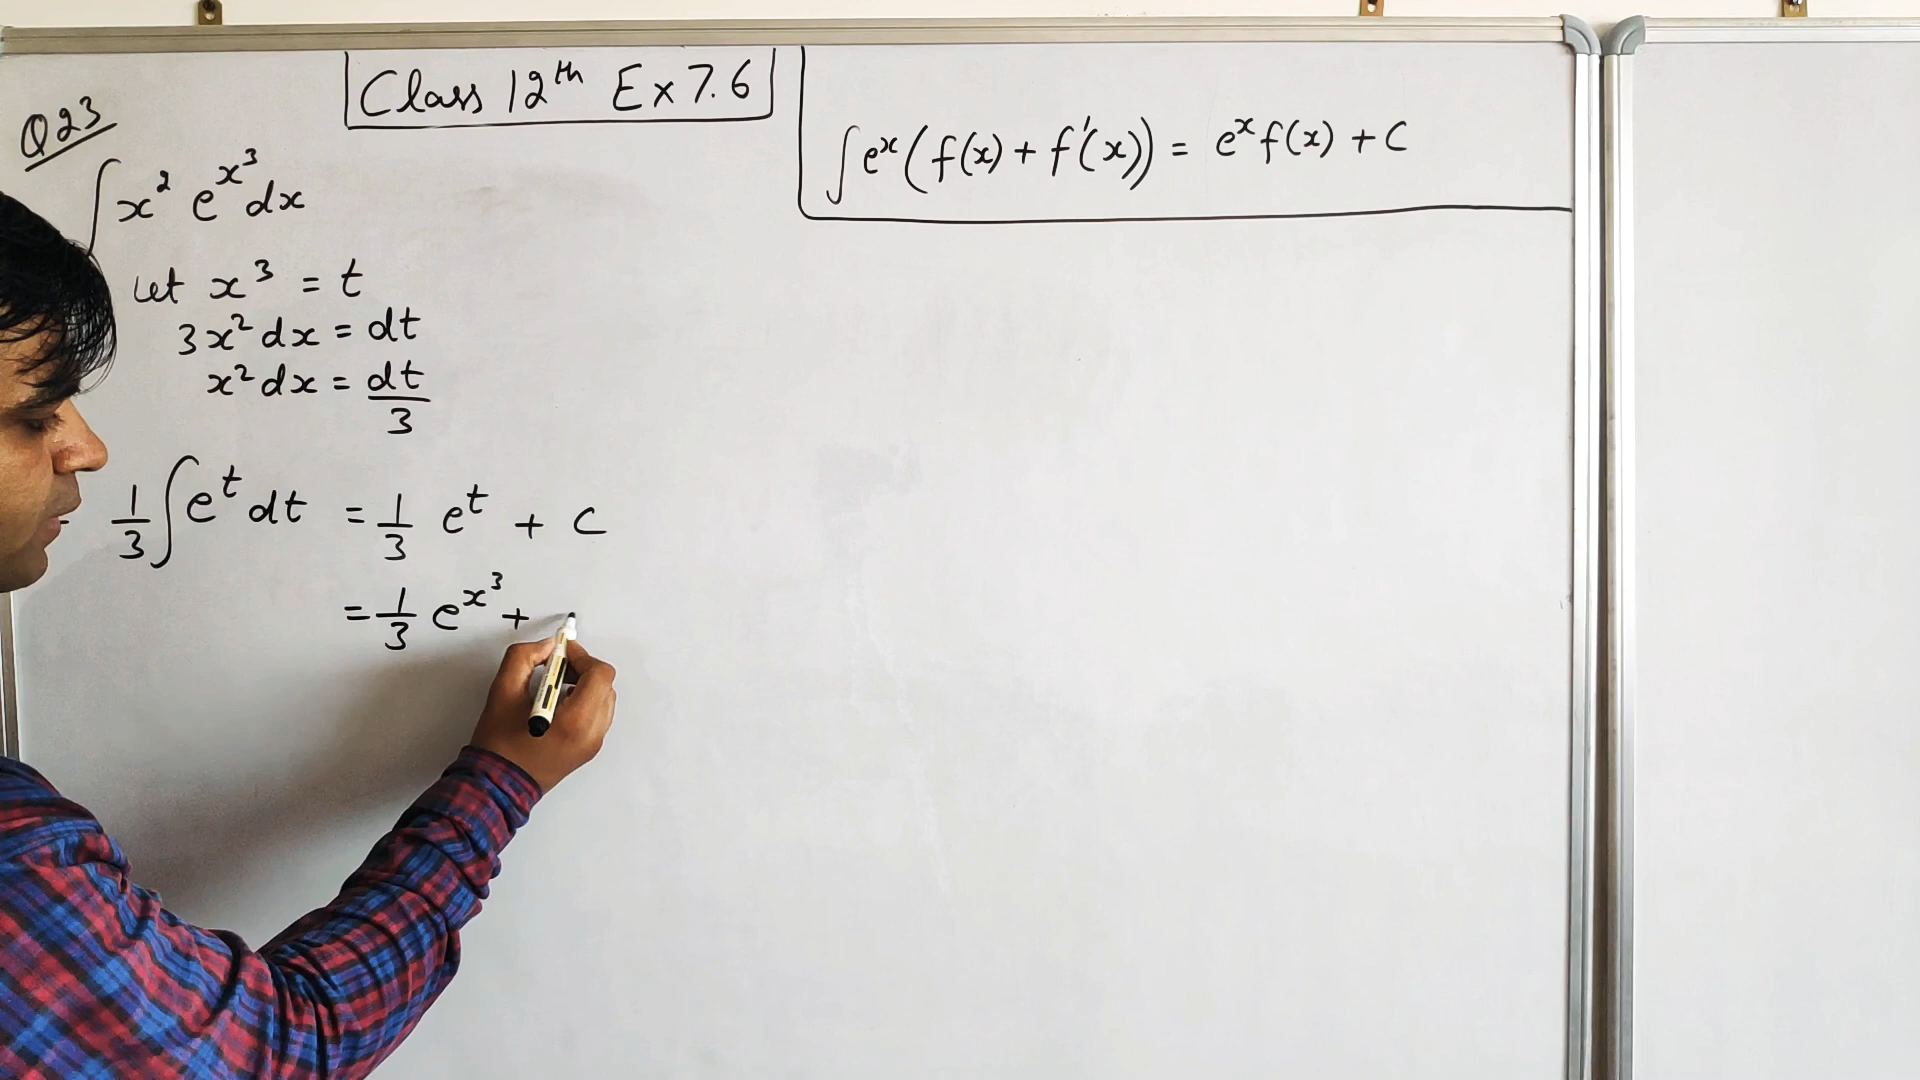 Class 12th Ex 7.6
∫ e^x (f(x) + f'(x)) = e^x f(x) + C
Q23
∫ x² e^x³ dx
Let x³ = t
3x² dx = dt
x² dx = dt/3
1/3 ∫ e^t dt = 1/3 e^t + C
= 1/3 e^x³ +